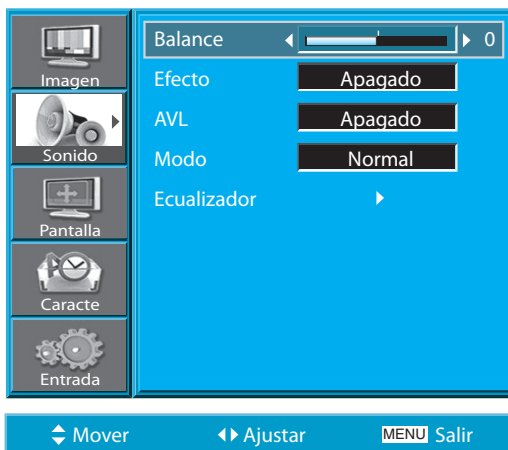 Imagen
Sonido
Pantalla
Caracte
Entrada
Balance 0
Efecto Apagado
AVL Apagado
Modo Normal
Ecualizador
Mover Ajustar MENU Salir